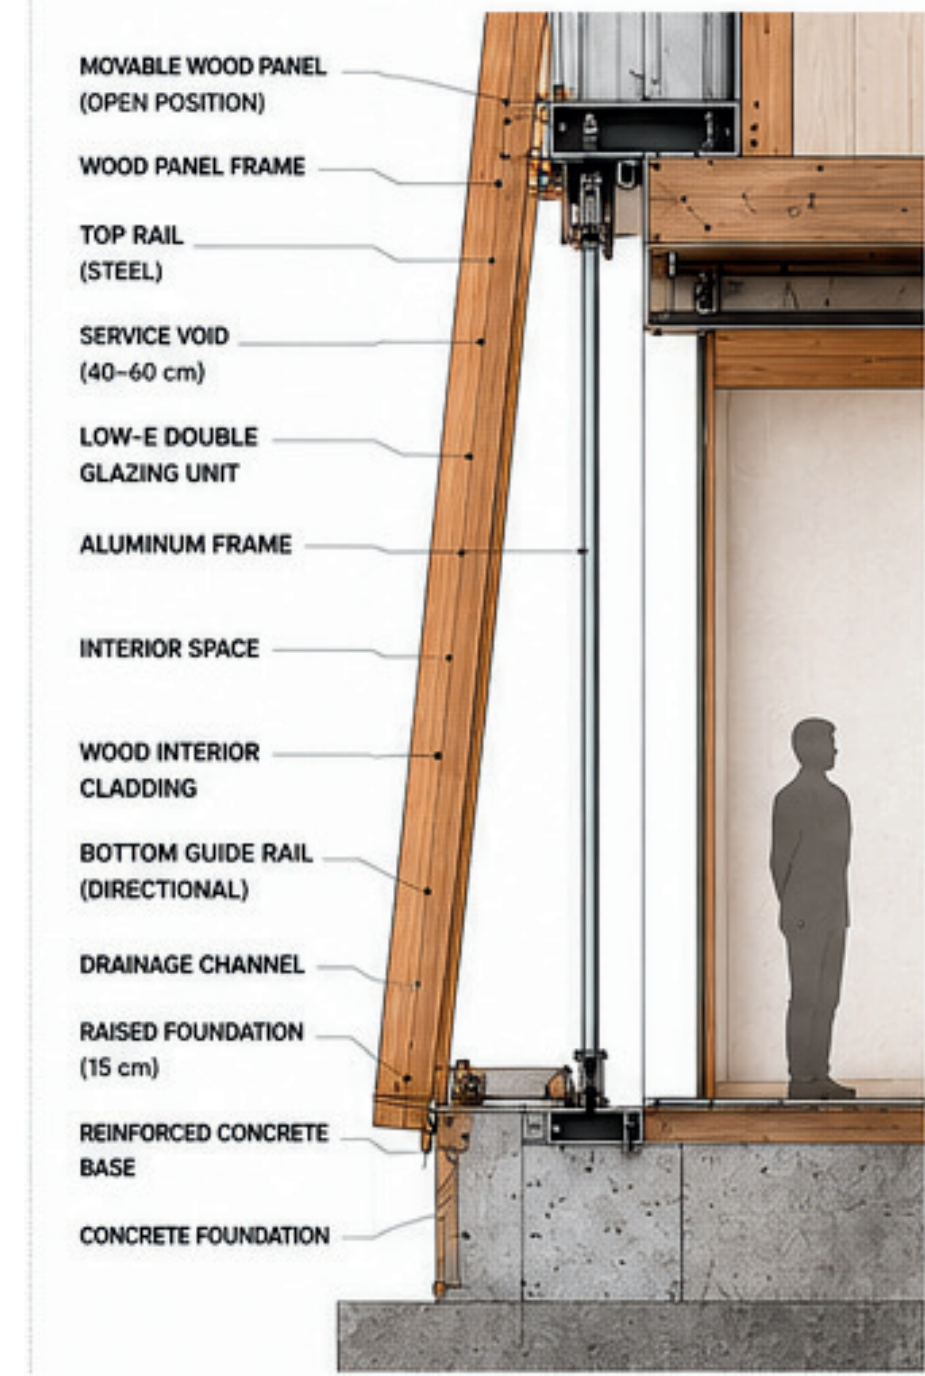 MOVABLE WOOD PANEL
(OPEN POSITION)
WOOD PANEL FRAME
TOP RAIL
(STEEL)
SERVICE VOID
(40–60 cm)
LOW-E DOUBLE
GLAZING UNIT
ALUMINUM FRAME
INTERIOR SPACE
WOOD INTERIOR
CLADDING
BOTTOM GUIDE RAIL
(DIRECTIONAL)
DRAINAGE CHANNEL
RAISED FOUNDATION
(15 cm)
REINFORCED CONCRETE
BASE
CONCRETE FOUNDATION